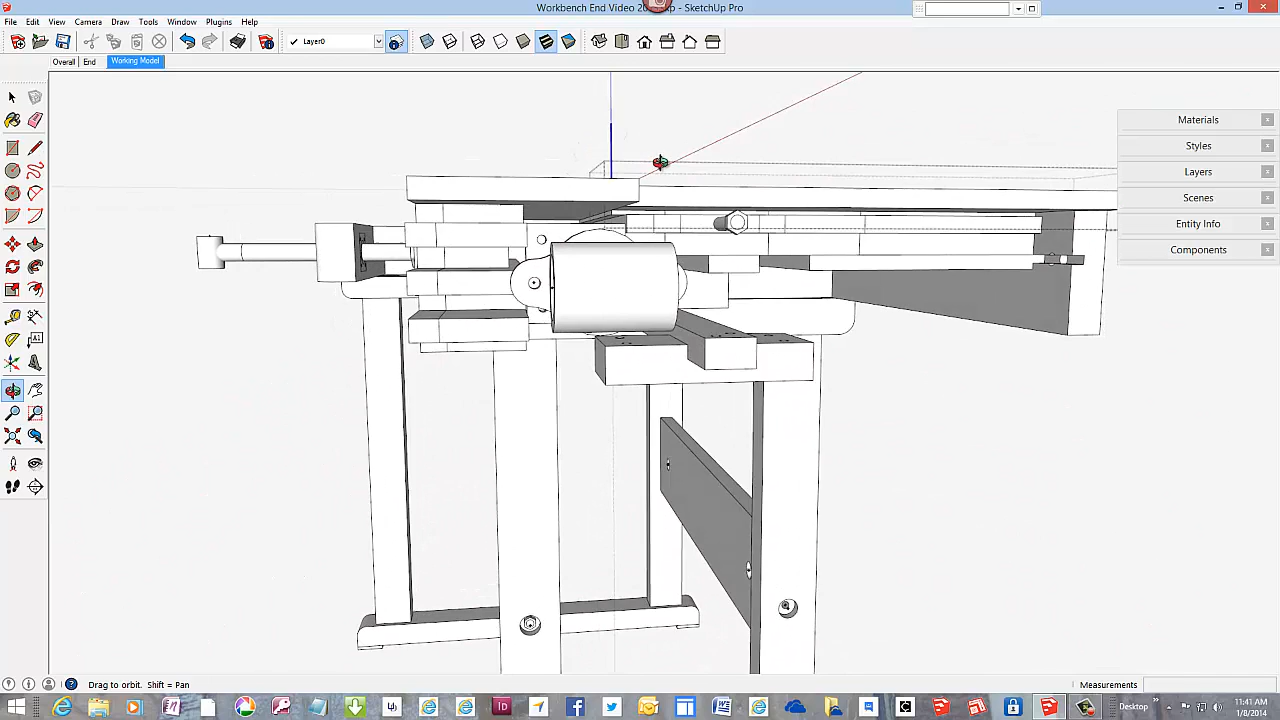 Workbench End Video 20 p - SketchUp Pro
File Edit View Camera Draw Tools Window Plugins Help
Layer0
Overall End Working Model
Materials
Styles
Layers
Scenes
Entity Info
Components
Drag to orbit. Shift = Pan
Measurements
Desktop
11:41 AM
1/8/2014